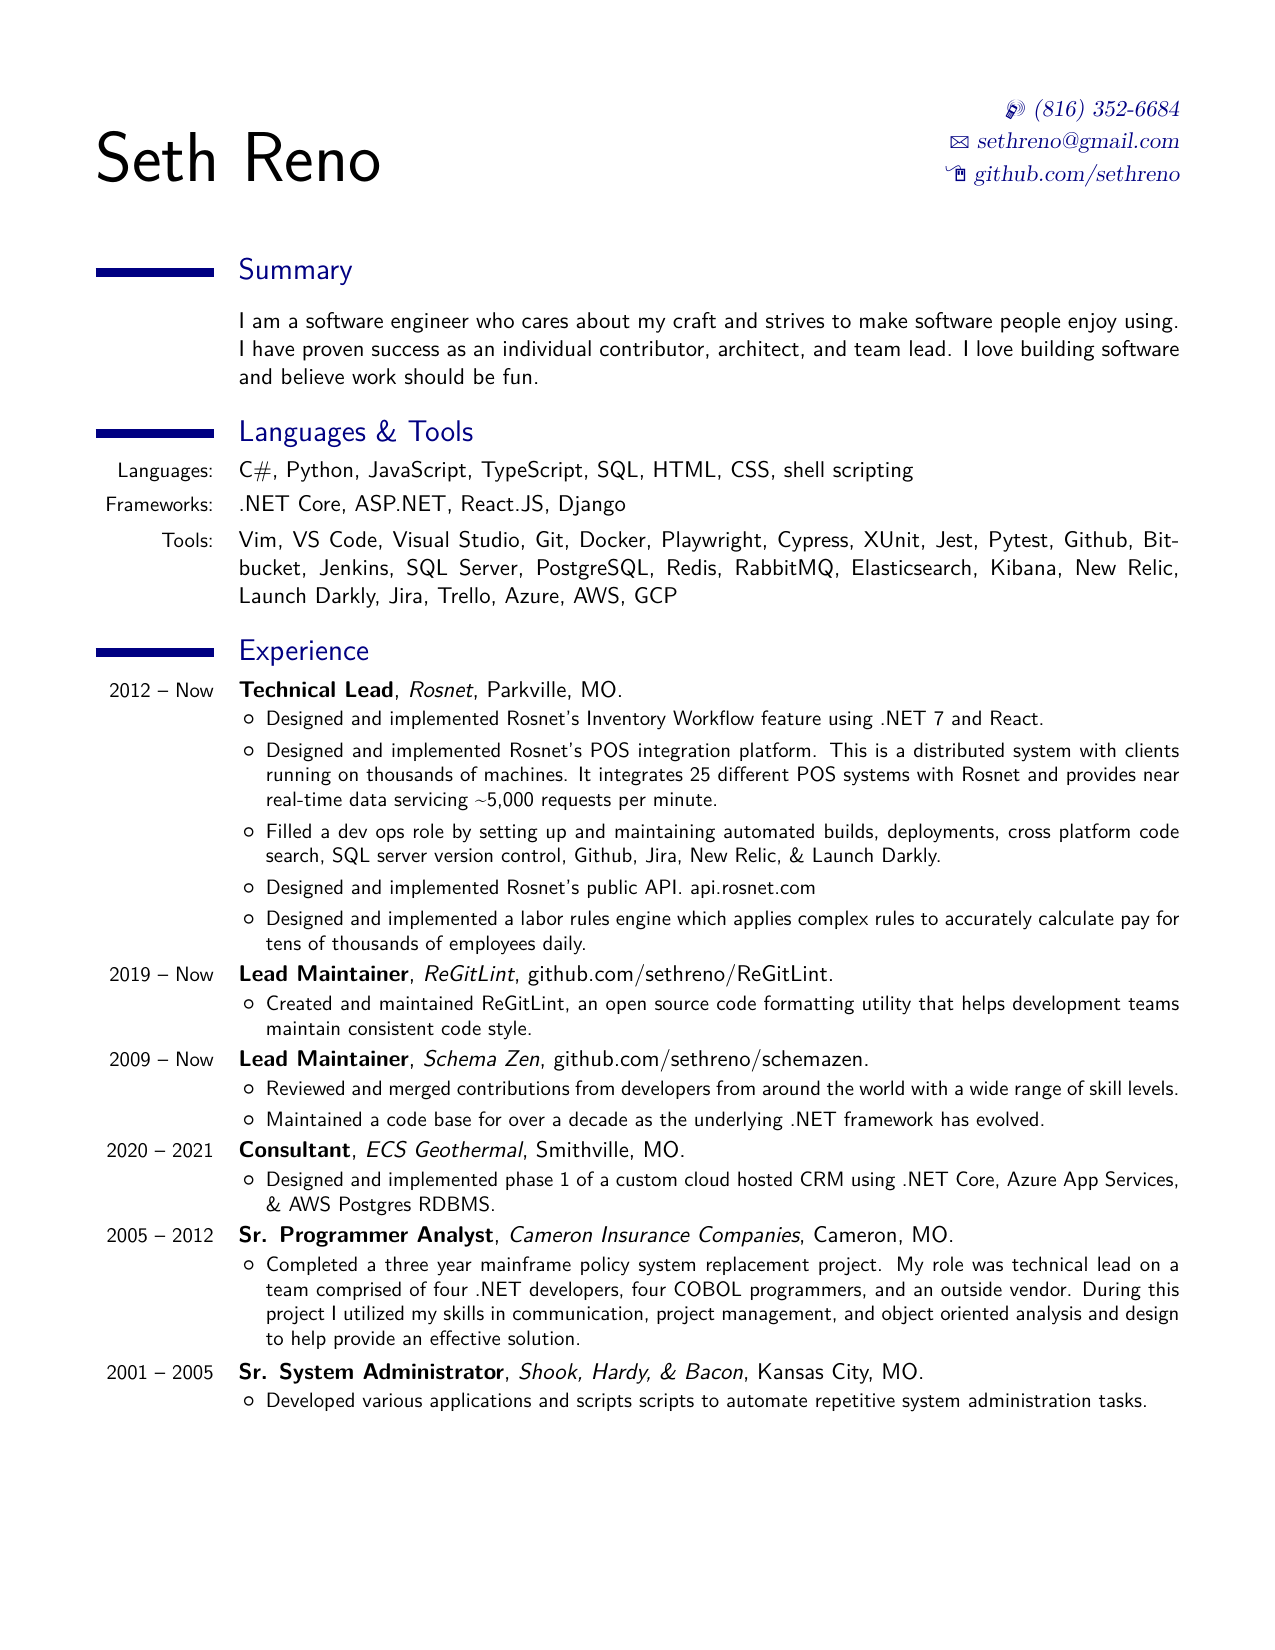 Seth Reno
(816) 352-6684
sethreno@gmail.com
github.com/sethreno
Summary
I am a software engineer who cares about my craft and strives to make software people enjoy using.
I have proven success as an individual contributor, architect, and team lead. I love building software
and believe work should be fun.
Languages & Tools
Languages: C#, Python, JavaScript, TypeScript, SQL, HTML, CSS, shell scripting
Frameworks: .NET Core, ASP.NET, React.JS, Django
Tools: Vim, VS Code, Visual Studio, Git, Docker, Playwright, Cypress, XUnit, Jest, Pytest, Github, Bit-
bucket, Jenkins, SQL Server, PostgreSQL, Redis, RabbitMQ, Elasticsearch, Kibana, New Relic,
Launch Darkly, Jira, Trello, Azure, AWS, GCP
Experience
2012 – Now Technical Lead, Rosnet, Parkville, MO.
Designed and implemented Rosnet's Inventory Workflow feature using .NET 7 and React.
Designed and implemented Rosnet's POS integration platform. This is a distributed system with clients
running on thousands of machines. It integrates 25 different POS systems with Rosnet and provides near
real-time data servicing ~5,000 requests per minute.
Filled a dev ops role by setting up and maintaining automated builds, deployments, cross platform code
search, SQL server version control, Github, Jira, New Relic, & Launch Darkly.
Designed and implemented Rosnet's public API. api.rosnet.com
Designed and implemented a labor rules engine which applies complex rules to accurately calculate pay for
tens of thousands of employees daily.
2019 – Now Lead Maintainer, ReGitLint, github.com/sethreno/ReGitLint.
Created and maintained ReGitLint, an open source code formatting utility that helps development teams
maintain consistent code style.
2009 – Now Lead Maintainer, Schema Zen, github.com/sethreno/schemazen.
Reviewed and merged contributions from developers from around the world with a wide range of skill levels.
Maintained a code base for over a decade as the underlying .NET framework has evolved.
2020 – 2021 Consultant, ECS Geothermal, Smithville, MO.
Designed and implemented phase 1 of a custom cloud hosted CRM using .NET Core, Azure App Services,
& AWS Postgres RDBMS.
2005 – 2012 Sr. Programmer Analyst, Cameron Insurance Companies, Cameron, MO.
Completed a three year mainframe policy system replacement project. My role was technical lead on a
team comprised of four .NET developers, four COBOL programmers, and an outside vendor. During this
project I utilized my skills in communication, project management, and object oriented analysis and design
to help provide an effective solution.
2001 – 2005 Sr. System Administrator, Shook, Hardy, & Bacon, Kansas City, MO.
Developed various applications and scripts scripts to automate repetitive system administration tasks.